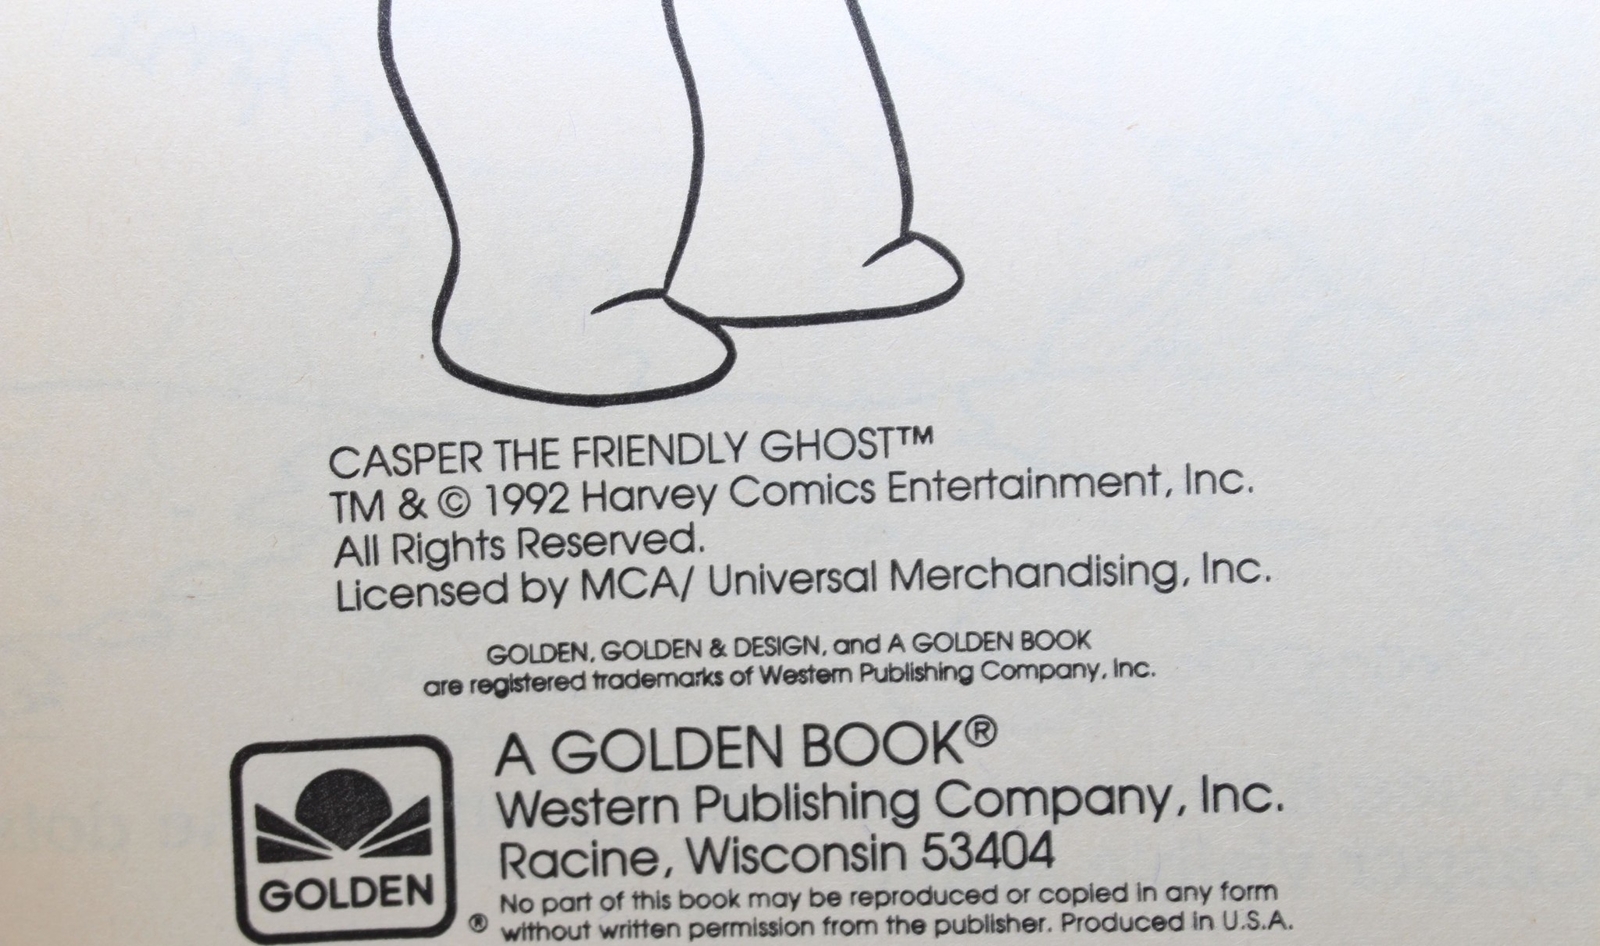 CASPER THE FRIENDLY GHOST™
TM & © 1992 Harvey Comics Entertainment, Inc.
All Rights Reserved.
Licensed by MCA/ Universal Merchandising, Inc.
GOLDEN, GOLDEN & DESIGN, and A GOLDEN BOOK
are registered trademarks of Western Publishing Company, Inc.
A GOLDEN BOOK®
Western Publishing Company, Inc.
Racine, Wisconsin 53404
No part of this book may be reproduced or copied in any form
without written permission from the publisher. Produced in U.S.A.
GOLDEN ®